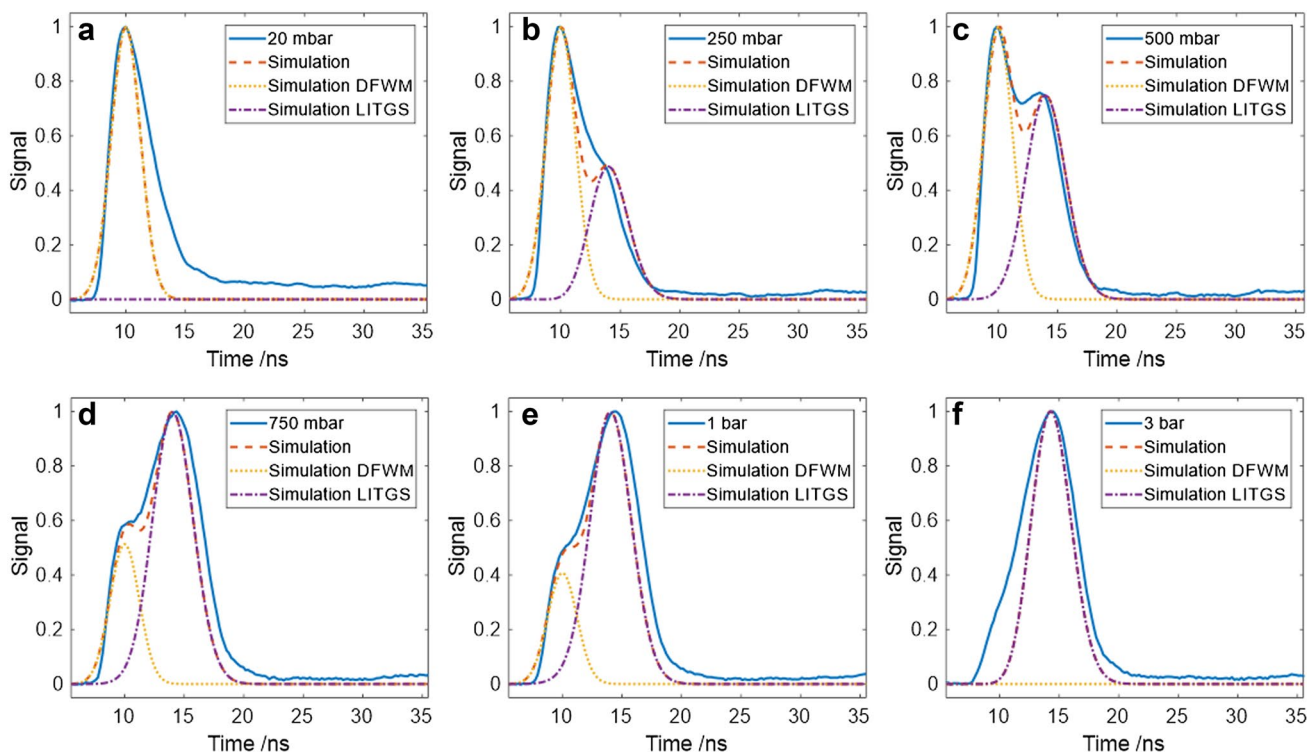 a
20 mbar
Simulation
Simulation DFWM
Simulation LITGS
Signal
1
0.8
0.6
0.4
0.2
0
10 15 20 25 30 35
Time /ns
b
250 mbar
Simulation
Simulation DFWM
Simulation LITGS
Signal
1
0.8
0.6
0.4
0.2
0
10 15 20 25 30 35
Time /ns
c
500 mbar
Simulation
Simulation DFWM
Simulation LITGS
Signal
1
0.8
0.6
0.4
0.2
0
10 15 20 25 30 35
Time /ns
d
750 mbar
Simulation
Simulation DFWM
Simulation LITGS
Signal
1
0.8
0.6
0.4
0.2
0
10 15 20 25 30 35
Time /ns
e
1 bar
Simulation
Simulation DFWM
Simulation LITGS
Signal
1
0.8
0.6
0.4
0.2
0
10 15 20 25 30 35
Time /ns
f
3 bar
Simulation
Simulation DFWM
Simulation LITGS
Signal
1
0.8
0.6
0.4
0.2
0
10 15 20 25 30 35
Time /ns